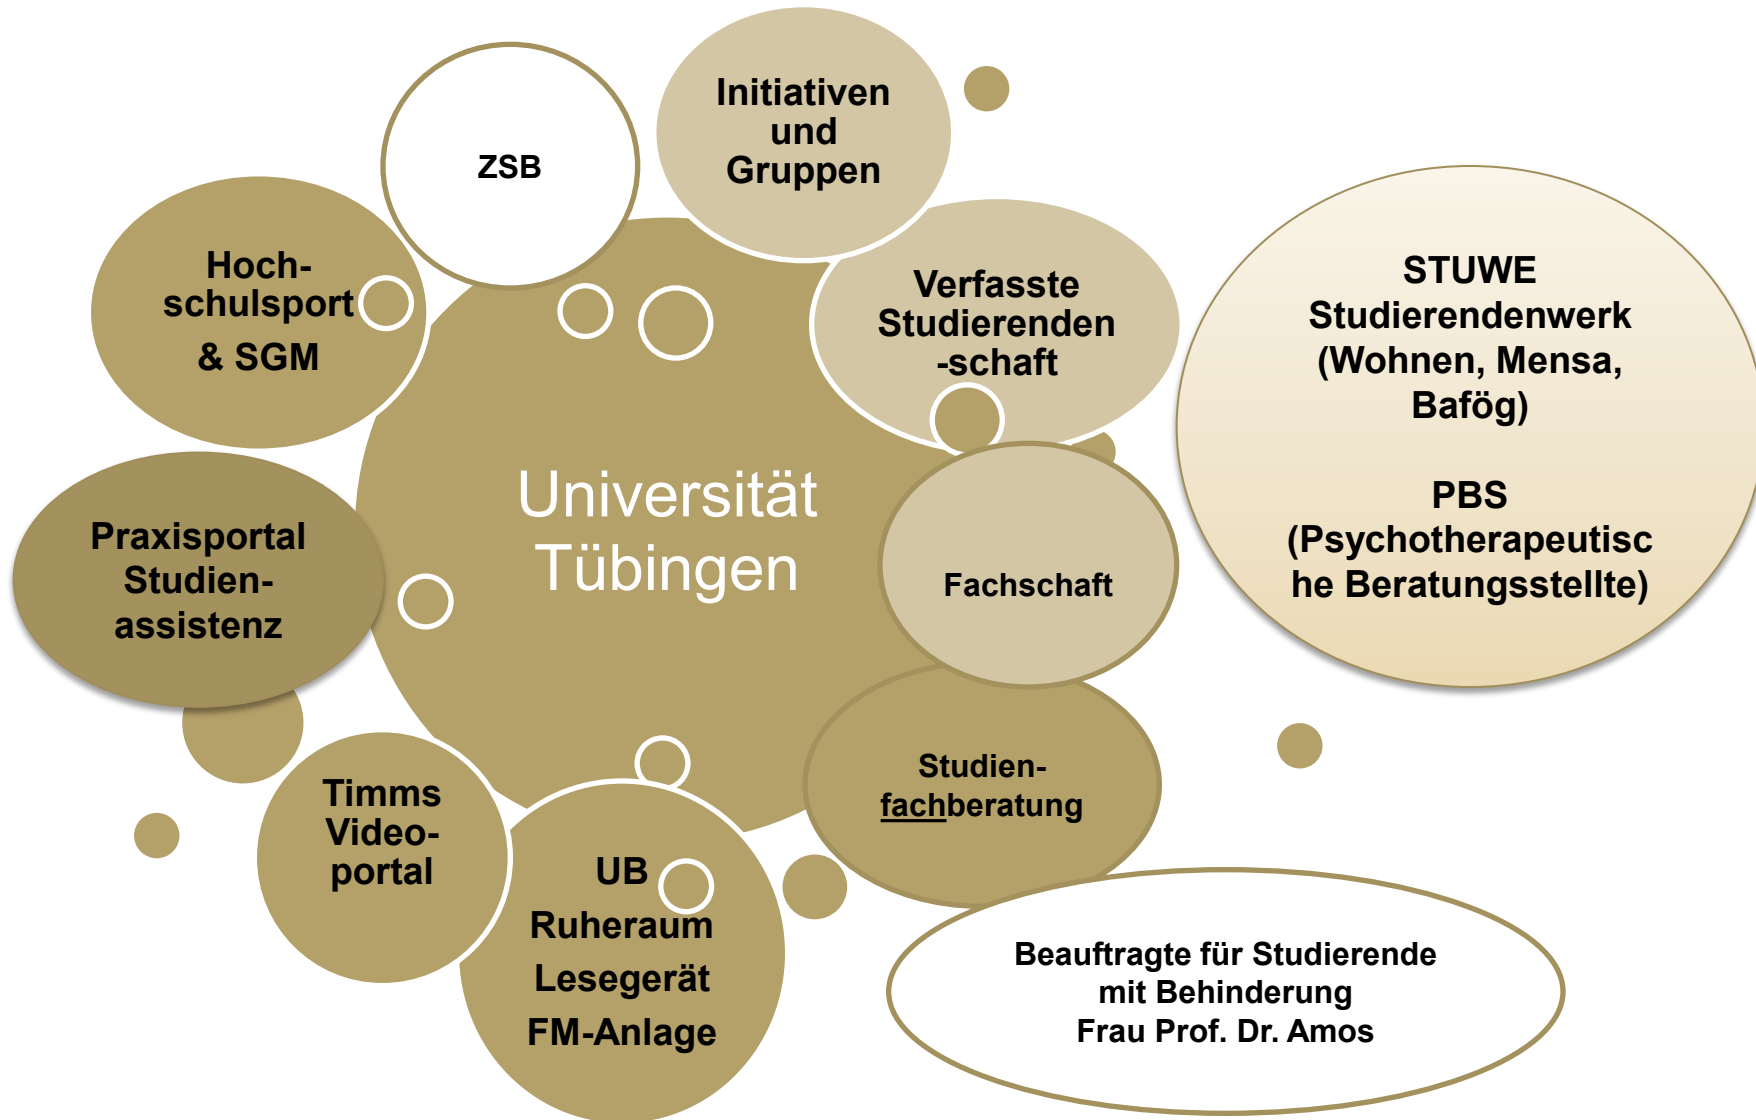 Initiativen
und
Gruppen
ZSB
Hoch-
schulsport
& SGM
Verfasste
Studierenden
-schaft
STUWE
Studierendenwerk
(Wohnen, Mensa,
Bafög)
PBS
(Psychotherapeutisc
he Beratungsstellte)
Universität
Tübingen
Praxisportal
Studien-
assistenz
Fachschaft
Studien-
fachberatung
Timms
Video-
portal
UB
Ruheraum
Lesegerät
FM-Anlage
Beauftragte für Studierende
mit Behinderung
Frau Prof. Dr. Amos